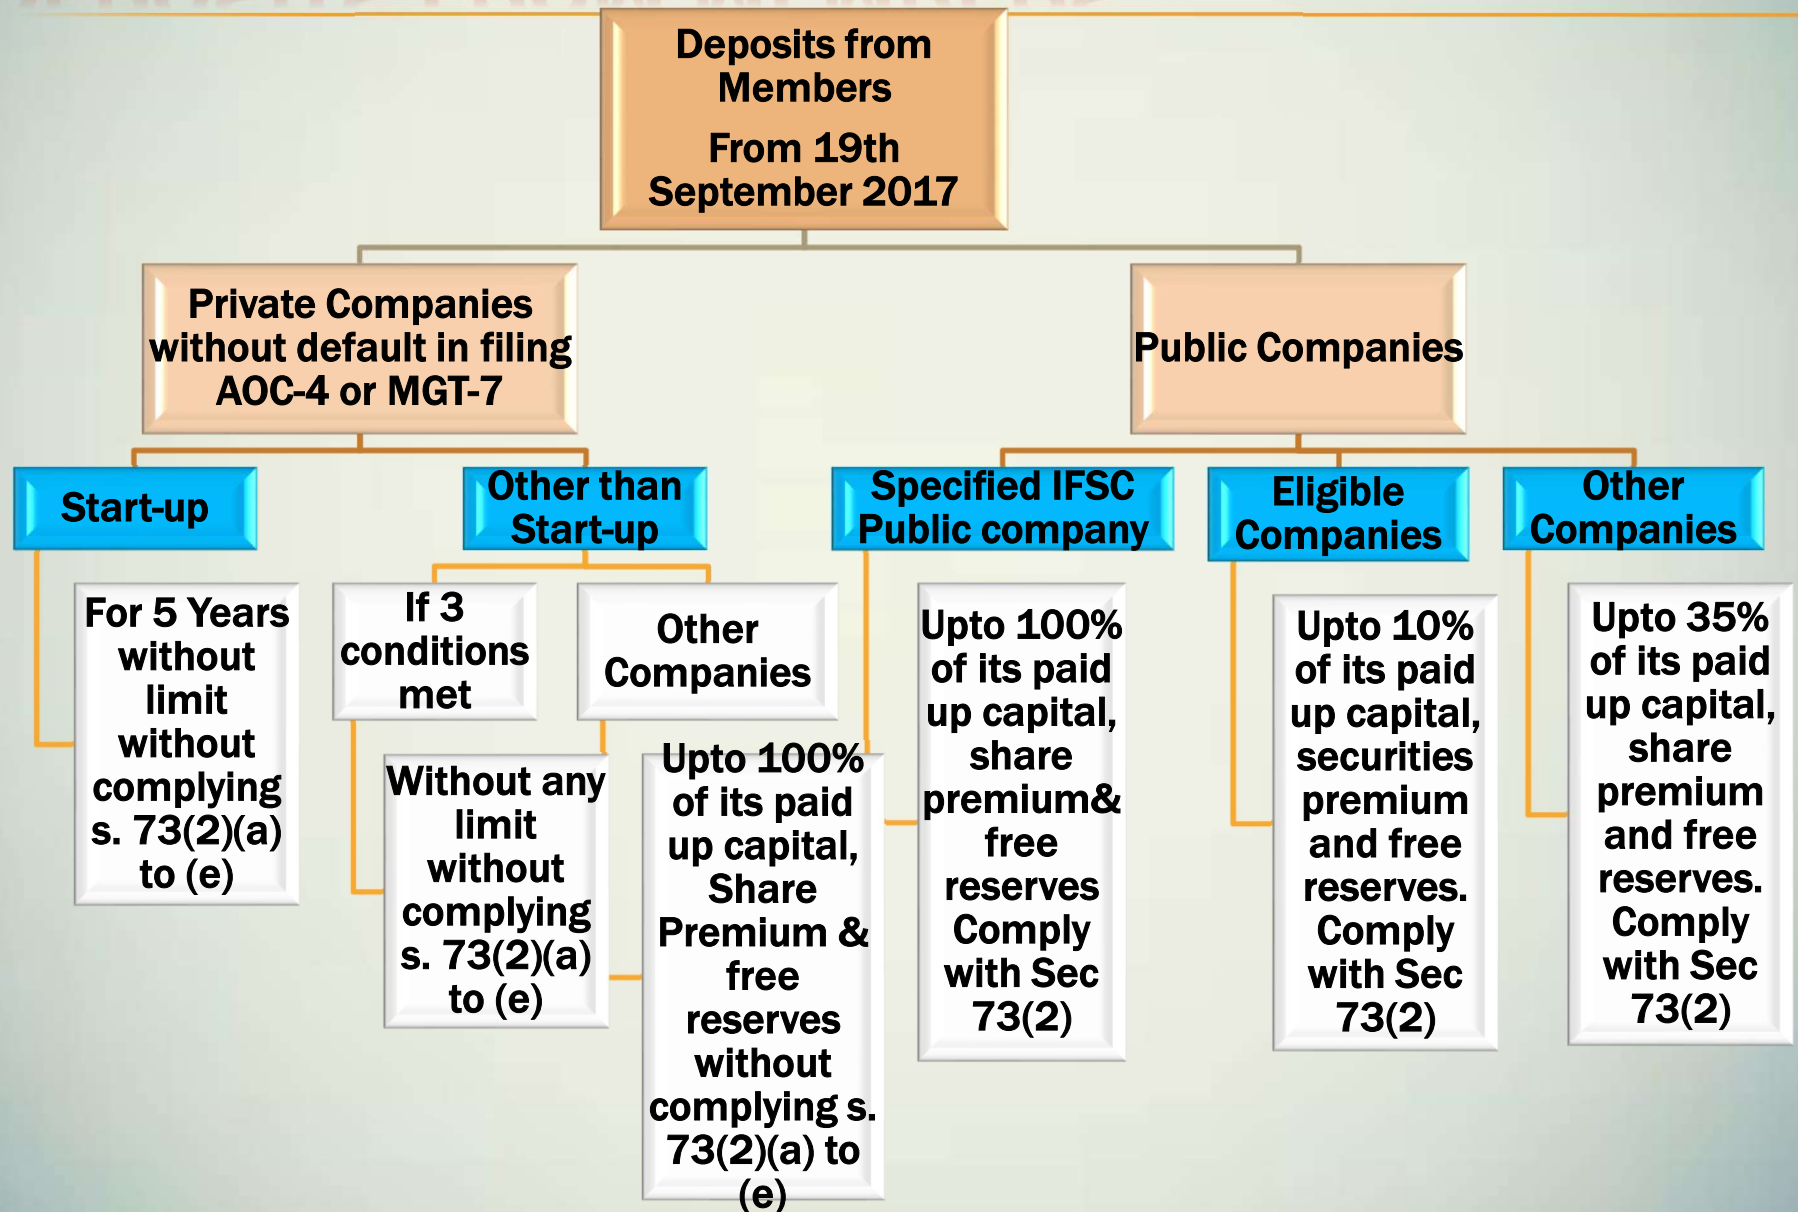 Deposits from
Members
From 19th
September 2017
Private Companies
without default in filing
AOC-4 or MGT-7
Public Companies
Start-up
Other than
Start-up
Specified IFSC
Public company
Eligible
Companies
Other
Companies
For 5 Years
without
limit
without
complying
s. 73(2)(a)
to (e)
If 3
conditions
met
Other
Companies
Without any
limit
without
complying
s. 73(2)(a)
to (e)
Upto 100%
of its paid
up capital,
Share
Premium &
free
reserves
without
complying s.
73(2)(a) to
(e)
Upto 100%
of its paid
up capital,
share
premium&
free
reserves
Comply
with Sec
73(2)
Upto 10%
of its paid
up capital,
securities
premium
and free
reserves.
Comply
with Sec
73(2)
Upto 35%
of its paid
up capital,
share
premium
and free
reserves.
Comply
with Sec
73(2)